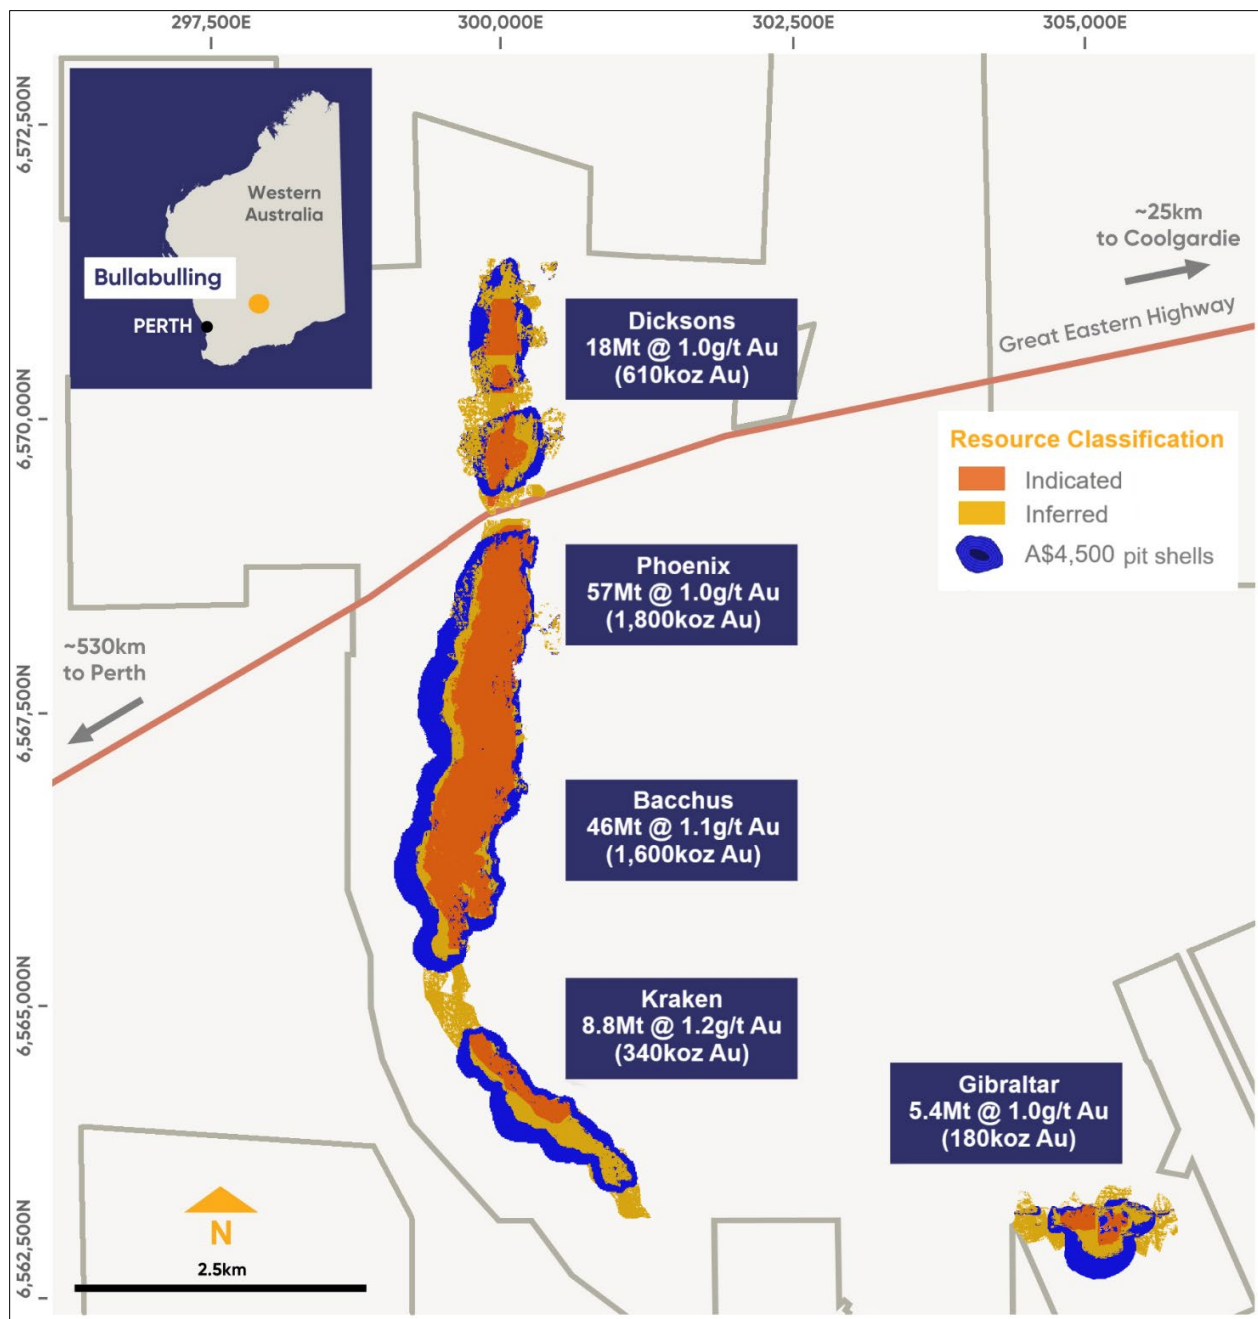 297,500E
300,000E
302,500E
305,000E
6,572,500N
6,570,000N
6,567,500N
6,565,000N
6,562,500N
Western
Australia
Bullabulling
PERTH
~25km
to Coolgardie
Great Eastern Highway
Dicksons
18Mt @ 1.0g/t Au
(610koz Au)
Resource Classification
Indicated
Inferred
A$4,500 pit shells
Phoenix
57Mt @ 1.0g/t Au
(1,800koz Au)
~530km
to Perth
Bacchus
46Mt @ 1.1g/t Au
(1,600koz Au)
Kraken
8.8Mt @ 1.2g/t Au
(340koz Au)
Gibraltar
5.4Mt @ 1.0g/t Au
(180koz Au)
N
2.5km